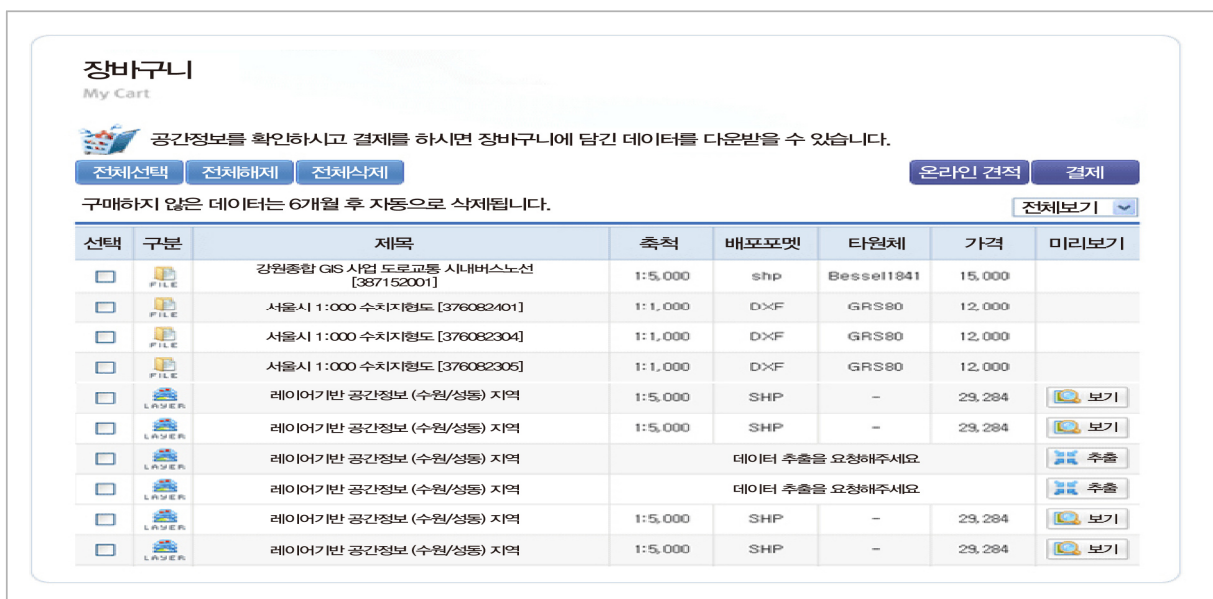 장바구니
My Cart
공간정보를 확인하시고 결제를 하시면 장바구니에 담긴 데이터를 다운받을 수 있습니다.
전체선택 전체해제 전체삭제 온라인 견적 결제
구매하지 않은 데이터는 6개월 후 자동으로 삭제됩니다. 전체보기
선택 구분 제목 축척 배포포멧 타원체 가격 미리보기
FILE 강원종합 GIS 사업 도로교통 시내버스노선 1:5,000 shp Bessel1841 15,000
[387152001]
FILE 서울시 1:000 수치지형도 [376082401] 1:1,000 DXF GRS80 12,000
FILE 서울시 1:000 수치지형도 [376082304] 1:1,000 DXF GRS80 12,000
FILE 서울시 1:000 수치지형도 [376082305] 1:1,000 DXF GRS80 12,000
LAYER 레이어기반 공간정보 (수원/성동) 지역 1:5,000 SHP - 29,284 보기
LAYER 레이어기반 공간정보 (수원/성동) 지역 1:5,000 SHP - 29,284 보기
LAYER 레이어기반 공간정보 (수원/성동) 지역 데이터 추출을 요청해주세요 추출
LAYER 레이어기반 공간정보 (수원/성동) 지역 데이터 추출을 요청해주세요 추출
LAYER 레이어기반 공간정보 (수원/성동) 지역 1:5,000 SHP - 29,284 보기
LAYER 레이어기반 공간정보 (수원/성동) 지역 1:5,000 SHP - 29,284 보기